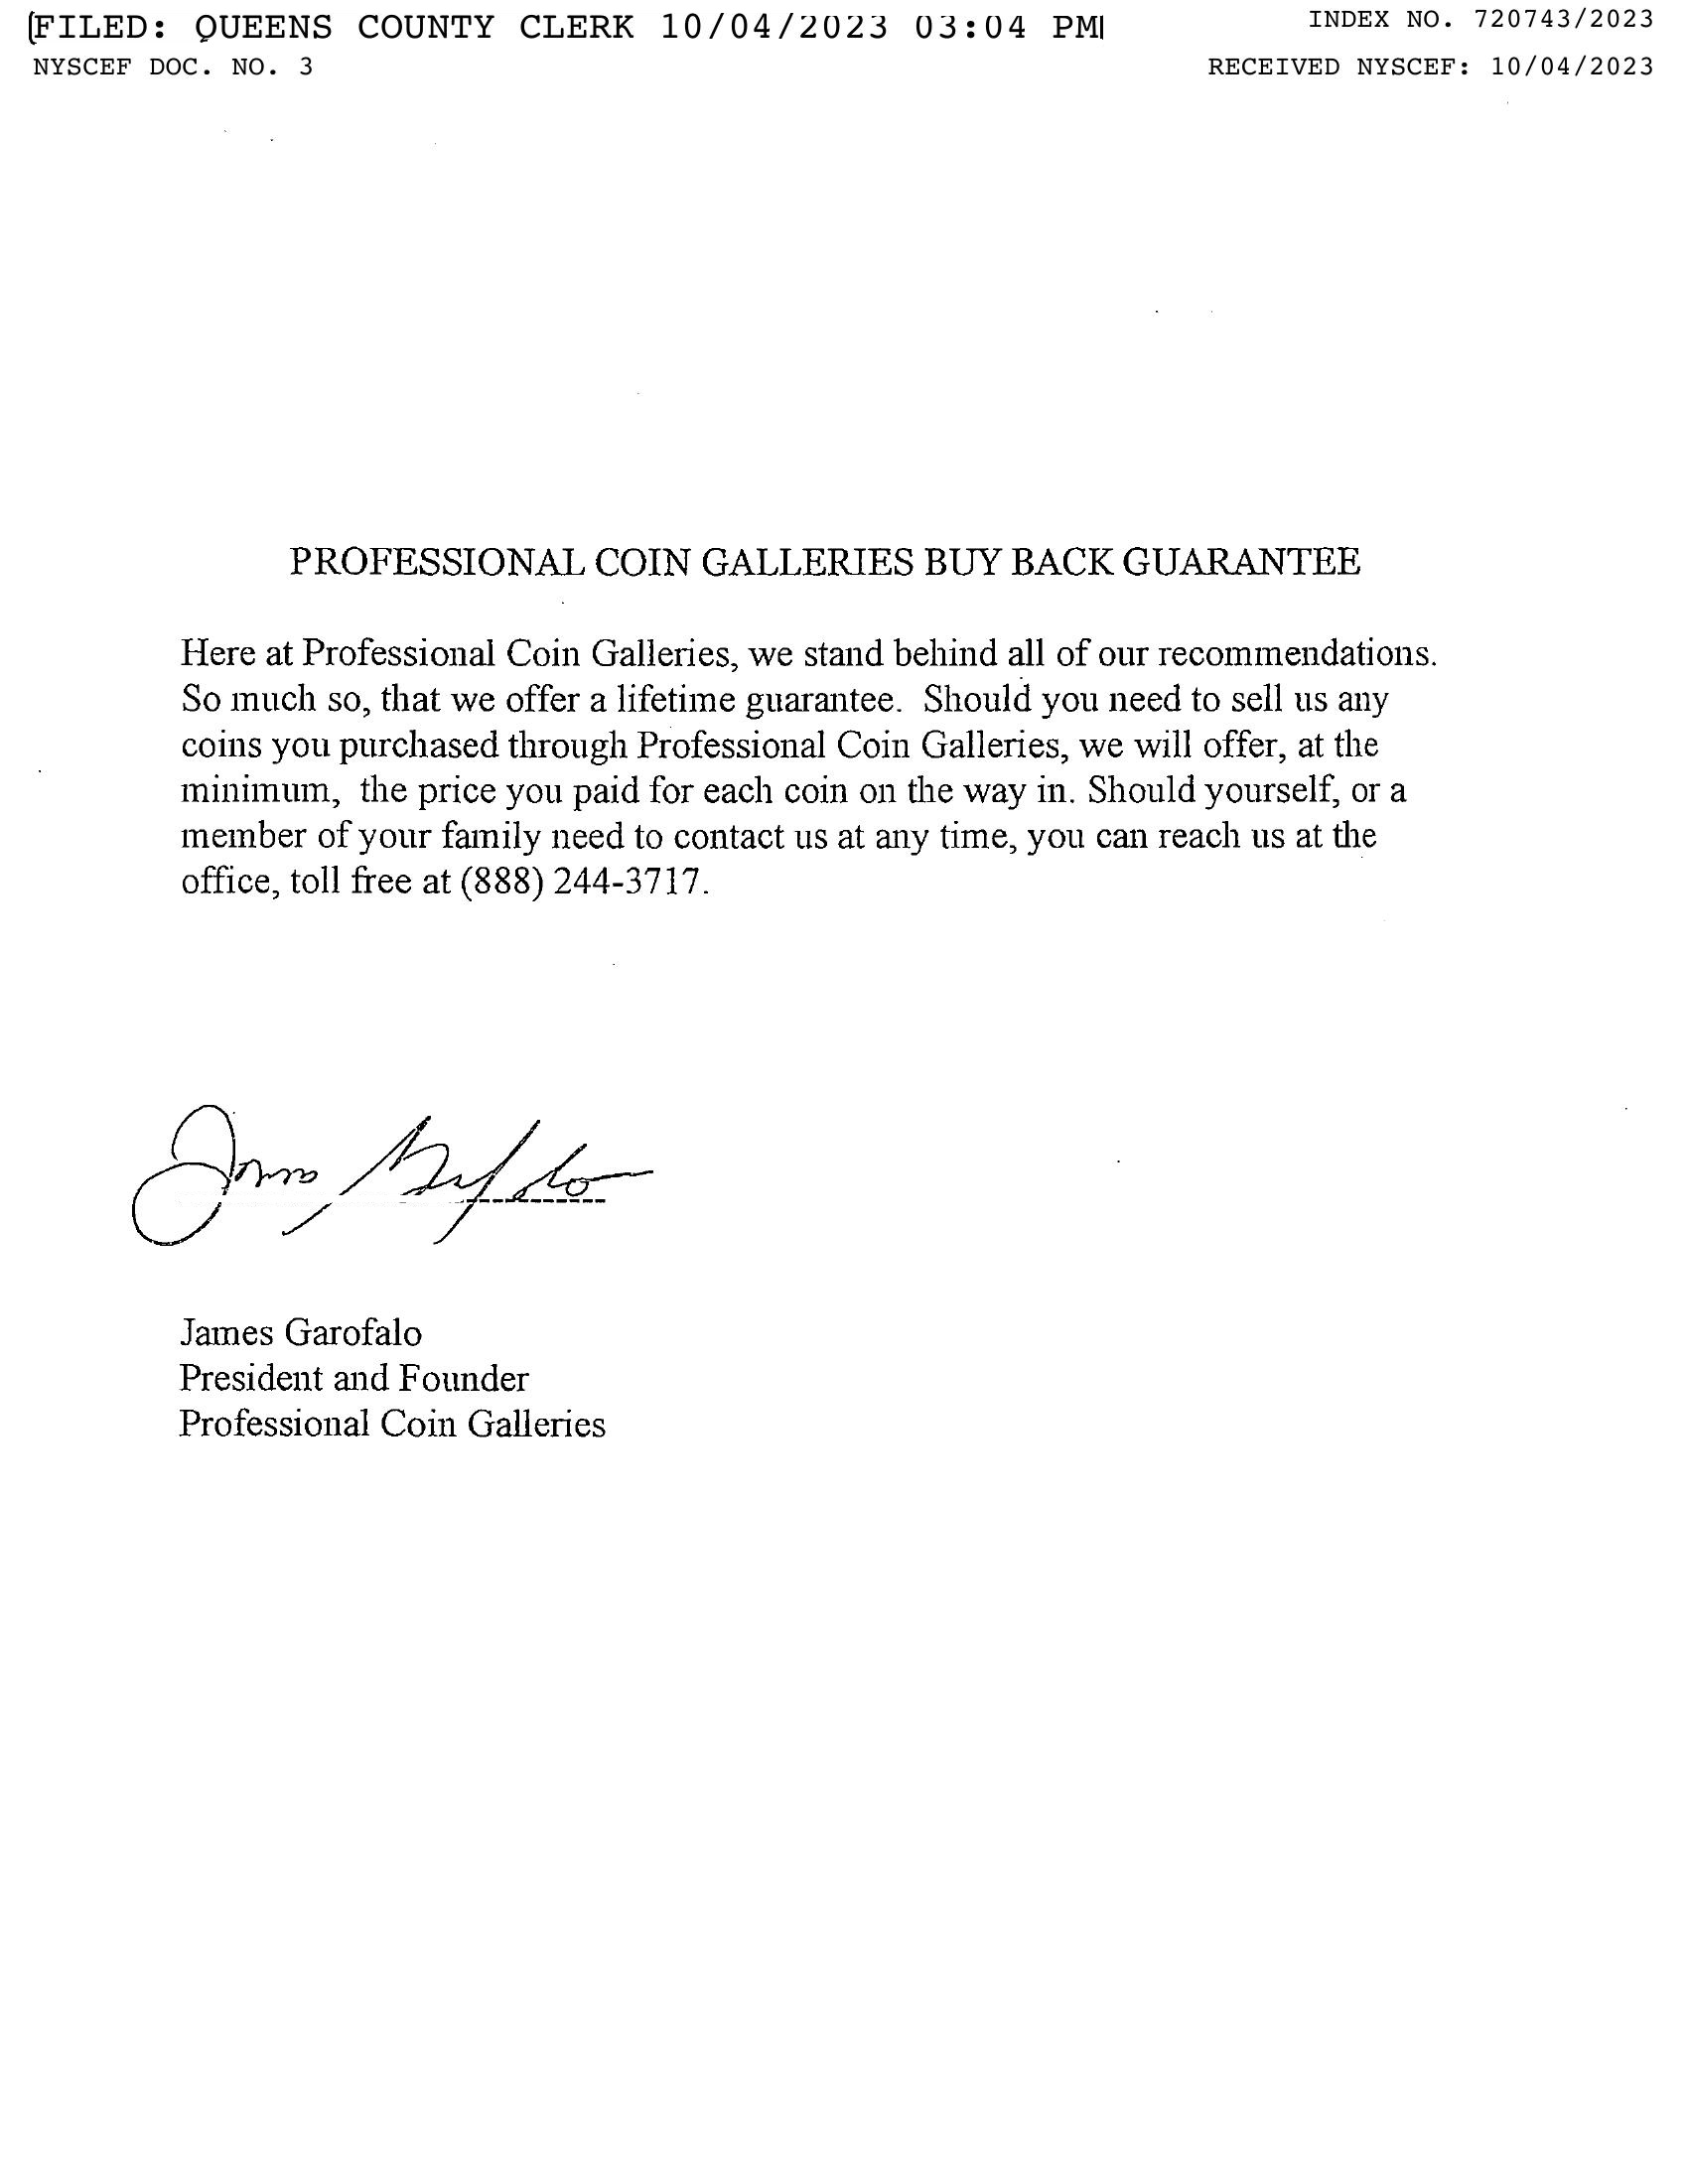 FILED: QUEENS COUNTY CLERK 10/04/2023 03:04 PM
INDEX NO. 720743/2023
NYSCEF DOC. NO. 3
RECEIVED NYSCEF: 10/04/2023
PROFESSIONAL COIN GALLERIES BUY BACK GUARANTEE
Here at Professional Coin Galleries, we stand behind all of our recommendations.
So much so, that we offer a lifetime guarantee. Should you need to sell us any
coins you purchased through Professional Coin Galleries, we will offer, at the
minimum, the price you paid for each coin on the way in. Should yourself, or a
member of your family need to contact us at any time, you can reach us at the
office, toll free at (888) 244-3717.
James Garofalo
James Garofalo
President and Founder
Professional Coin Galleries